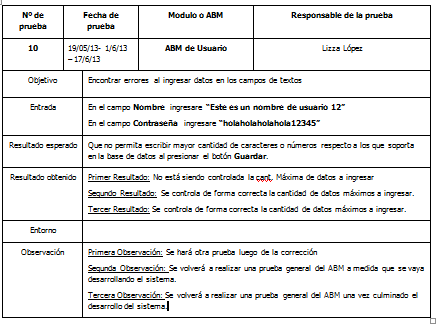 Nº de prueba
Fecha de prueba
Modulo o ABM
Responsable de la prueba
10
19/05/13- 1/6/13
– 17/6/13
ABM de Usuario
Lizza López
Objetivo
Encontrar errores al ingresar datos en los campos de textos
Entrada
En el campo Nombre ingresare “Este es un nombre de usuario 12”
En el campo Contraseña ingresare “holaholaholahola12345”
Resultado esperado
Que no permita escribir mayor cantidad de caracteres o números respecto a los que soporta
en la base de datos al presionar el botón Guardar.
Resultado obtenido
Primer Resultado: No está siendo controlada la cant. Máxima de datos a ingresar
Segundo Resultado: Se controla de forma correcta la cantidad de datos máximos a ingresar.
Tercer Resultado: Se controla de forma correcta la cantidad de datos máximos a ingresar.
Entorno
Observación
Primera Observación: Se hará otra prueba luego de la corrección
Segunda Observación: Se volverá a realizar una prueba general del ABM a medida que se vaya
desarrollando el sistema.
Tercera Observación: Se volverá a realizar una prueba general del ABM una vez culminado el
desarrollo del sistema.